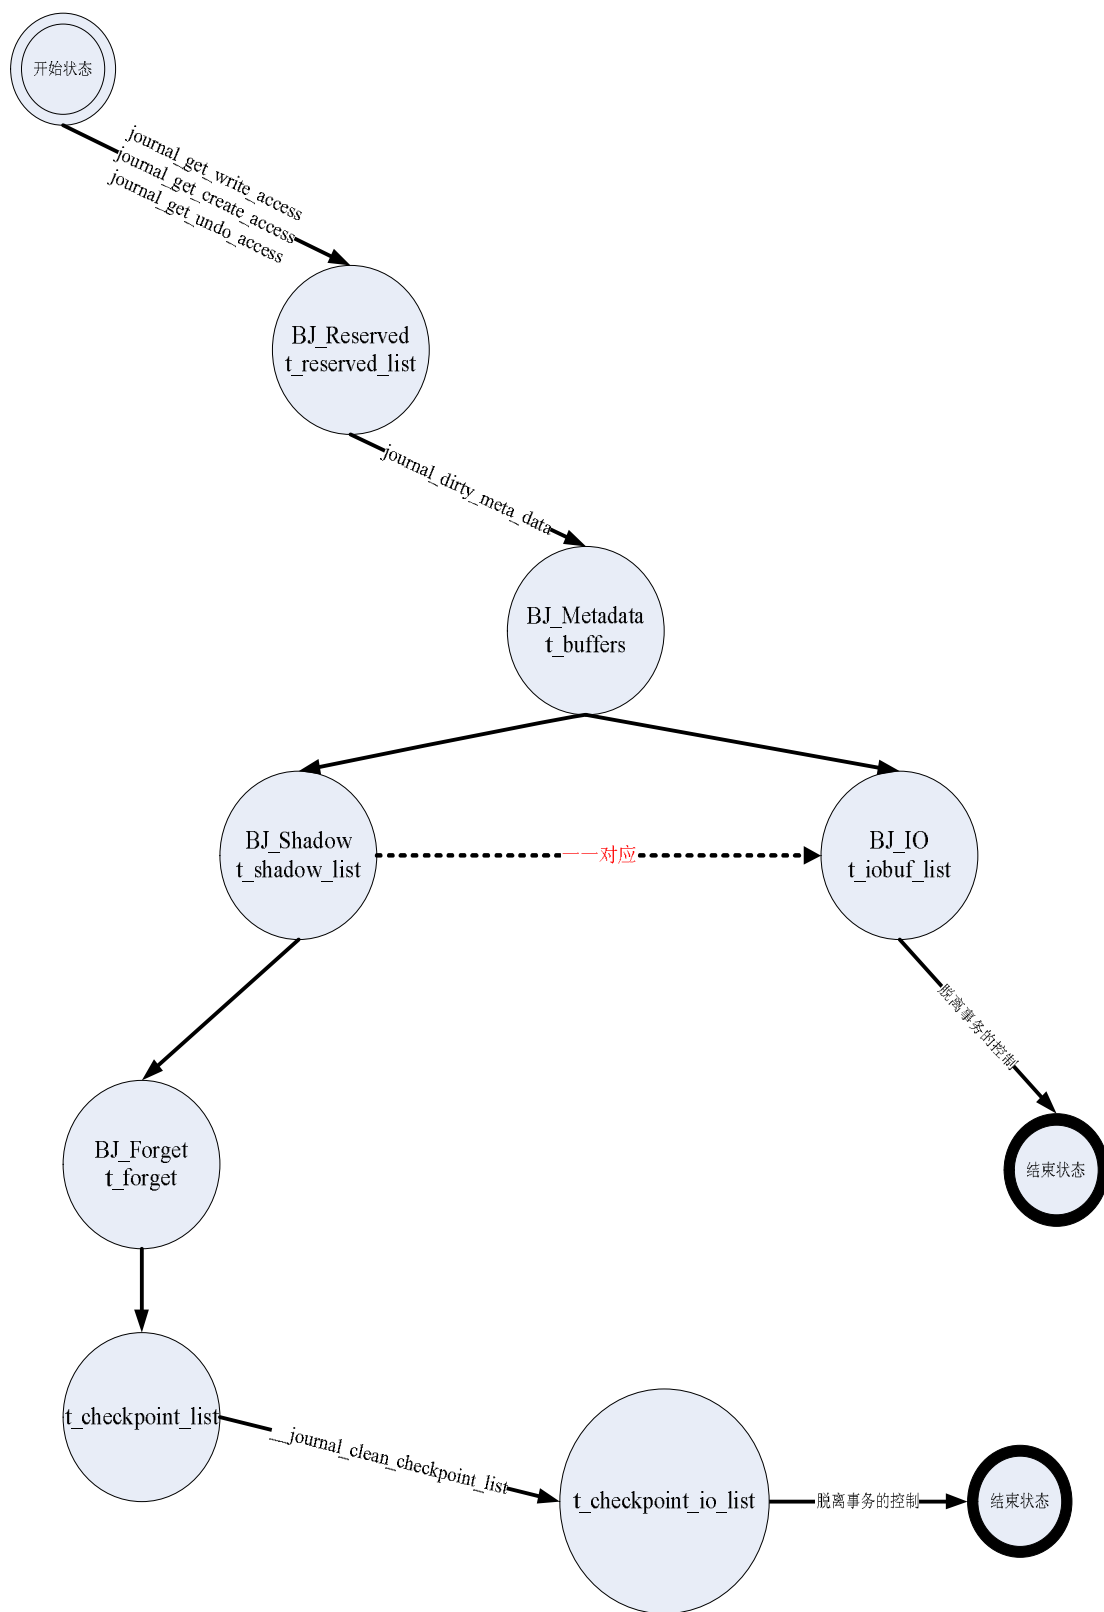 开始状态
journal_get_write_access
journal_get_create_access
journal_get_undo_access
BJ_Reserved
t_reserved_list
journal_dirty_meta_data
BJ_Metadata
t_buffers
BJ_Shadow
t_shadow_list
一一对应
BJ_IO
t_iobuf_list
脱离事务的控制
BJ_Forget
t_forget
结束状态
t_checkpoint_list
__journal_clean_checkpoint_list
t_checkpoint_io_list
脱离事务的控制
结束状态